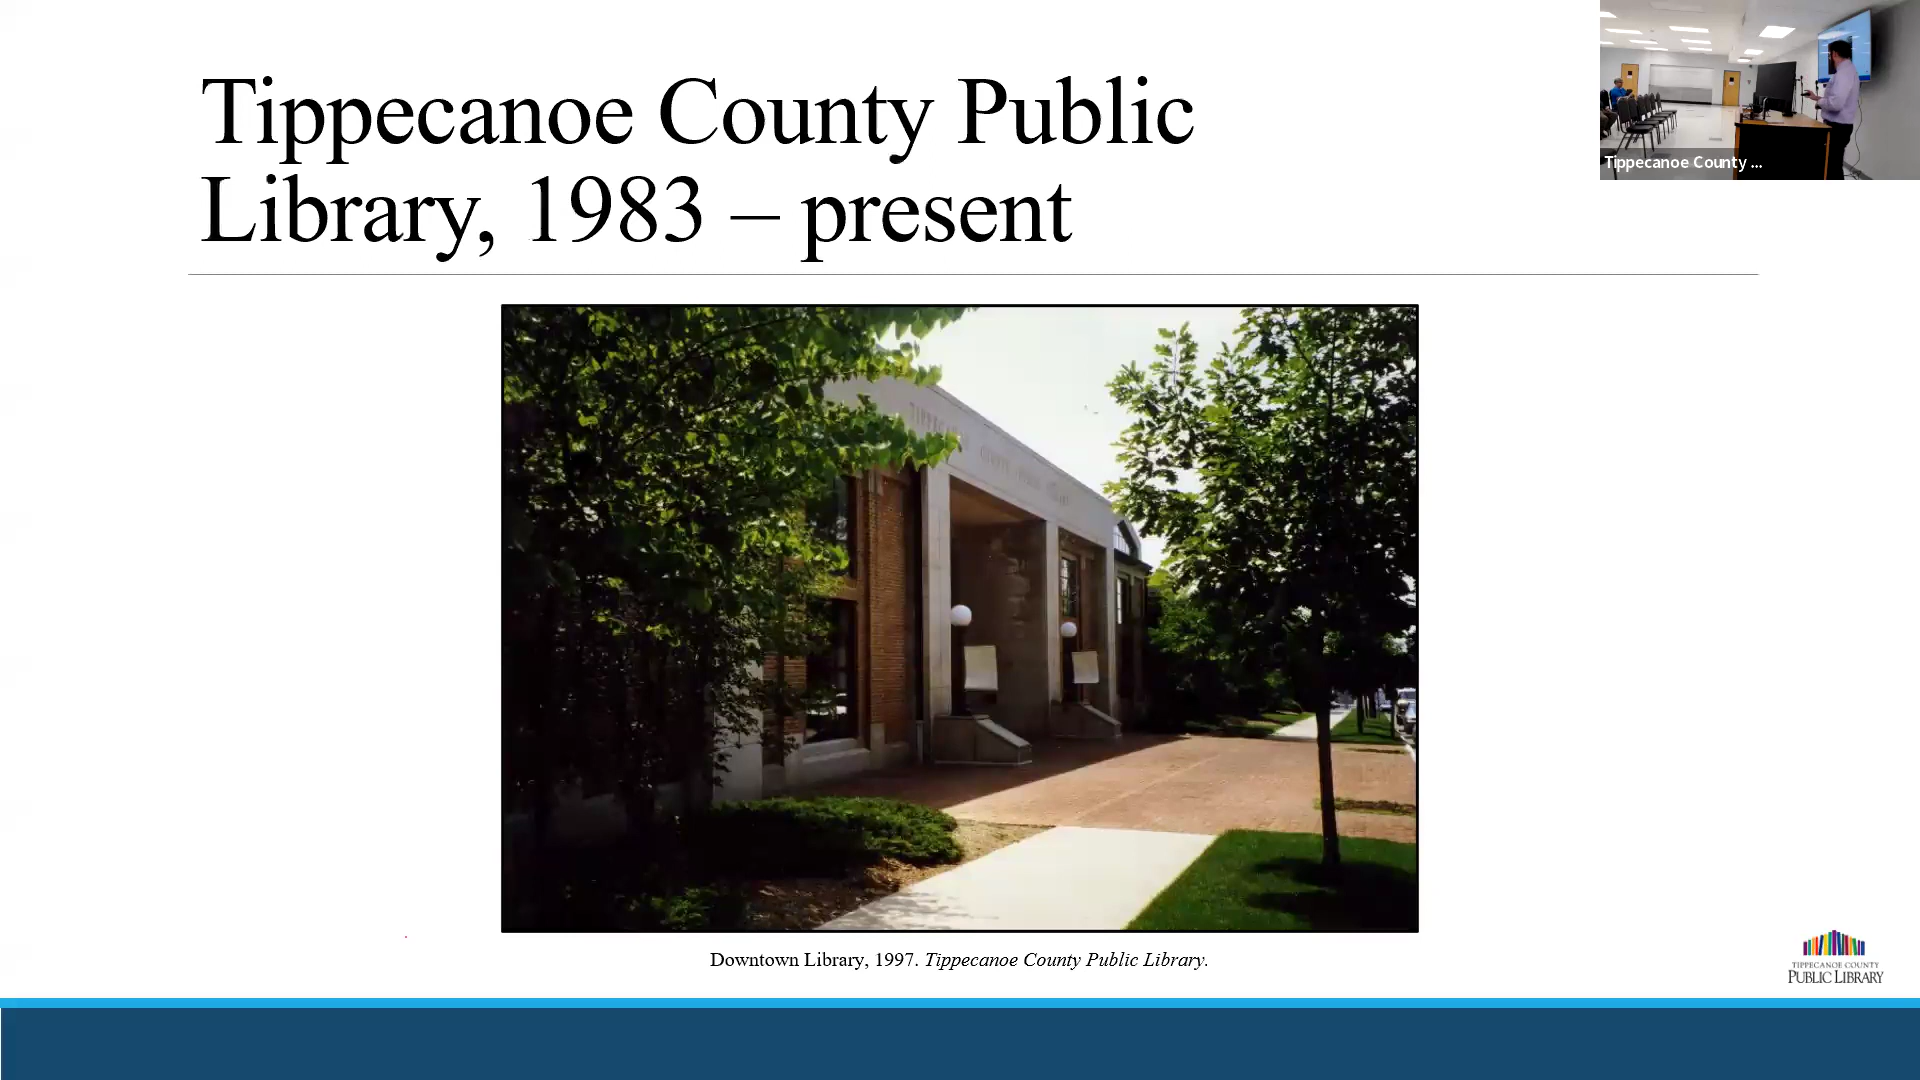 Tippecanoe County Public
Library, 1983 – present
Tippecanoe County ...
Downtown Library, 1997. Tippecanoe County Public Library.
TIPPECANOE COUNTY
PUBLIC LIBRARY